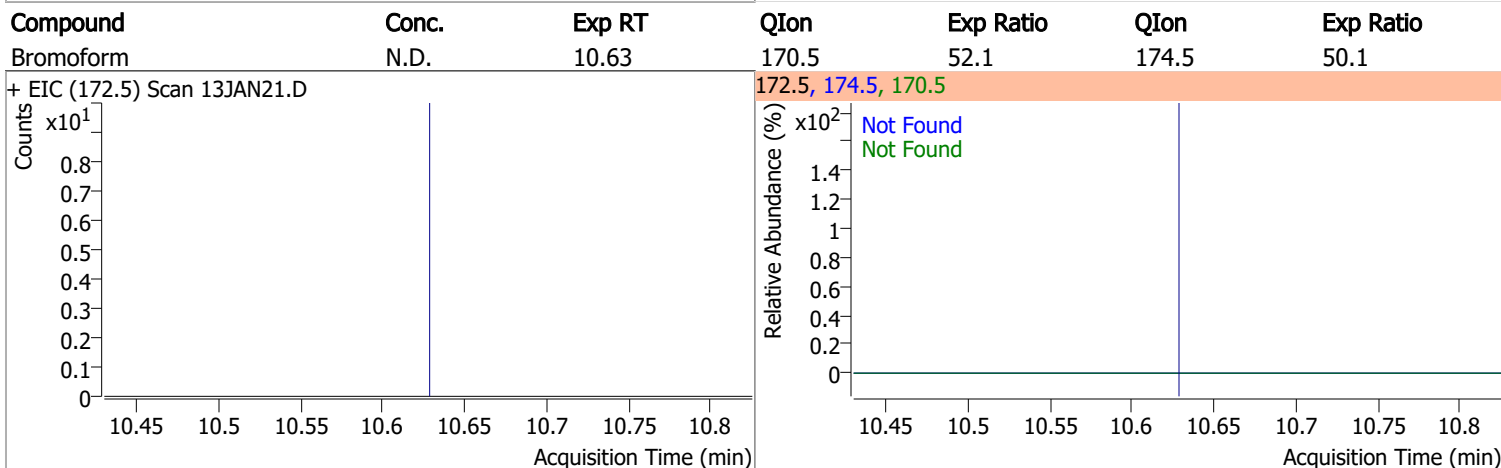 Compound Conc. Exp RT QIon Exp Ratio QIon Exp Ratio
Bromoform N.D. 10.63 170.5 52.1 174.5 50.1
+ EIC (172.5) Scan 13JAN21.D
Counts
x10¹
0.8
0.7
0.6
0.5
0.4
0.3
0.2
0.1
0
10.45 10.5 10.55 10.6 10.65 10.7 10.75 10.8
Acquisition Time (min)
172.5, 174.5, 170.5
Relative Abundance (%)
x10²
Not Found
Not Found
1.4
1.2
1
0.8
0.6
0.4
0.2
0
10.45 10.5 10.55 10.6 10.65 10.7 10.75 10.8
Acquisition Time (min)